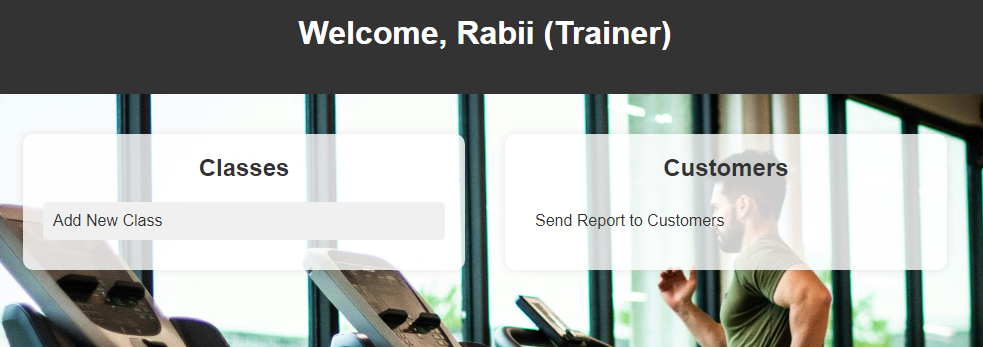 Welcome, Rabii (Trainer)
Classes
Add New Class
Customers
Send Report to Customers